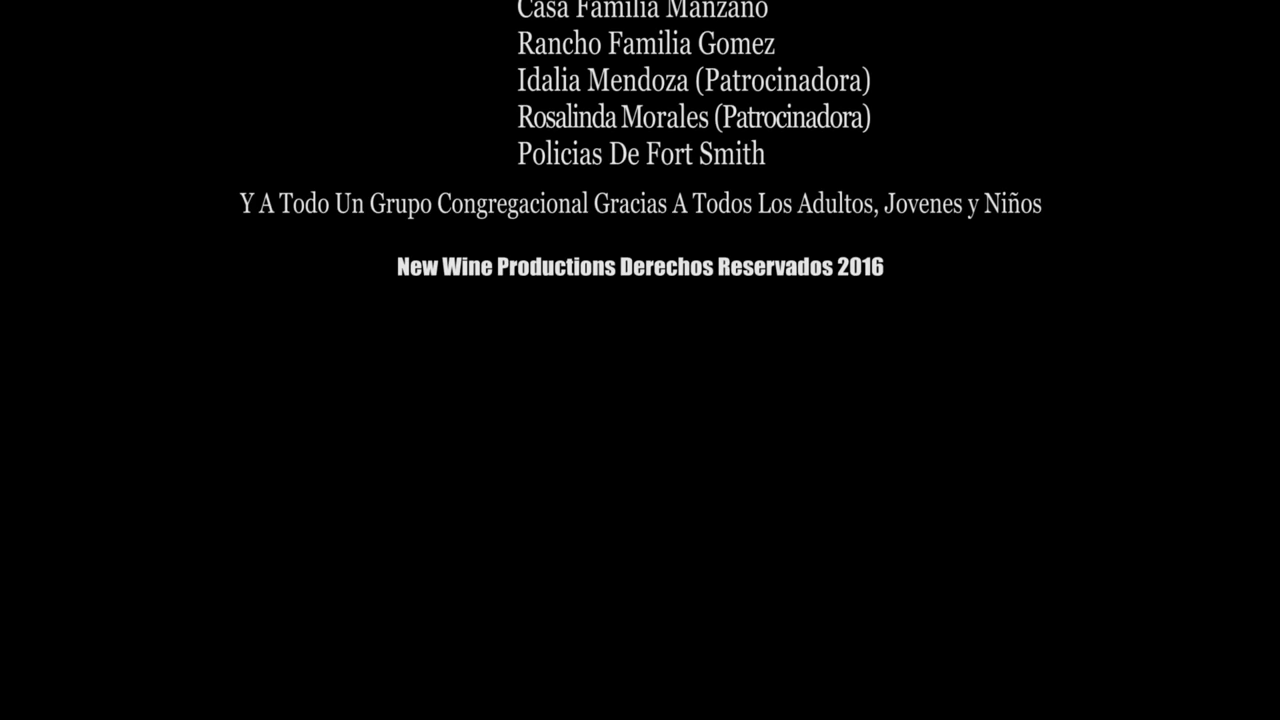 Casa Familia Manzano
Rancho Familia Gomez
Idalia Mendoza (Patrocinadora)
Rosalinda Morales (Patrocinadora)
Policias De Fort Smith
Y A Todo Un Grupo Congregacional Gracias A Todos Los Adultos, Jovenes y Niños
New Wine Productions Derechos Reservados 2016